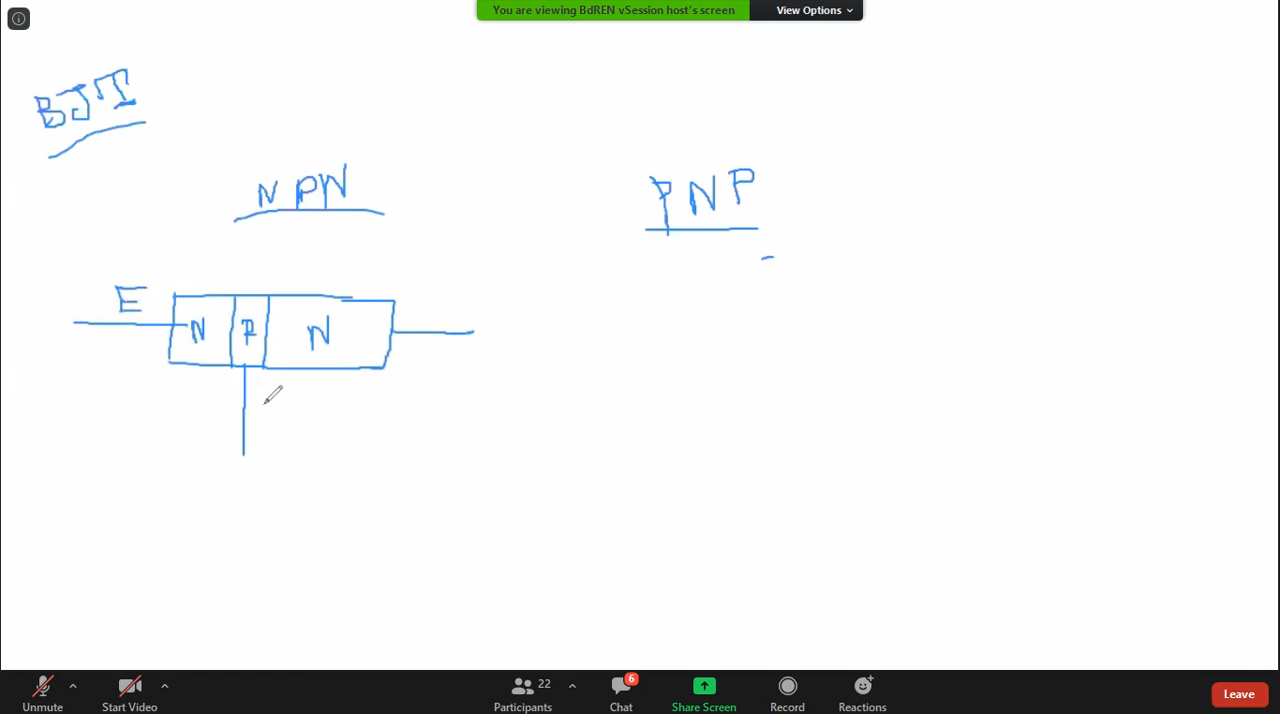 You are viewing BdREN vSession host's screen View Options
BJT
NPN
PNP
E
N P N
Unmute Start Video 22 Participants 6 Chat Share Screen Record Reactions Leave